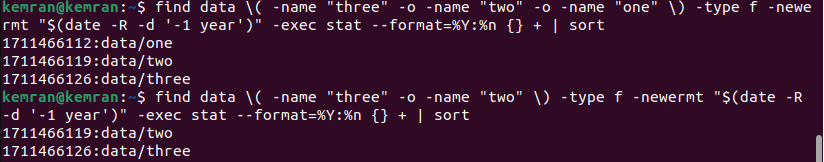 kemran@kemran:~$ find data \( -name "three" -o -name "two" -o -name "one" \) -type f -newe
rmt "$(date -R -d '-1 year')" -exec stat --format=%Y:%n {} + | sort
1711466112:data/one
1711466119:data/two
1711466126:data/three
kemran@kemran:~$ find data \( -name "three" -o -name "two" \) -type f -newermt "$(date -R
-d '-1 year')" -exec stat --format=%Y:%n {} + | sort
1711466119:data/two
1711466126:data/three